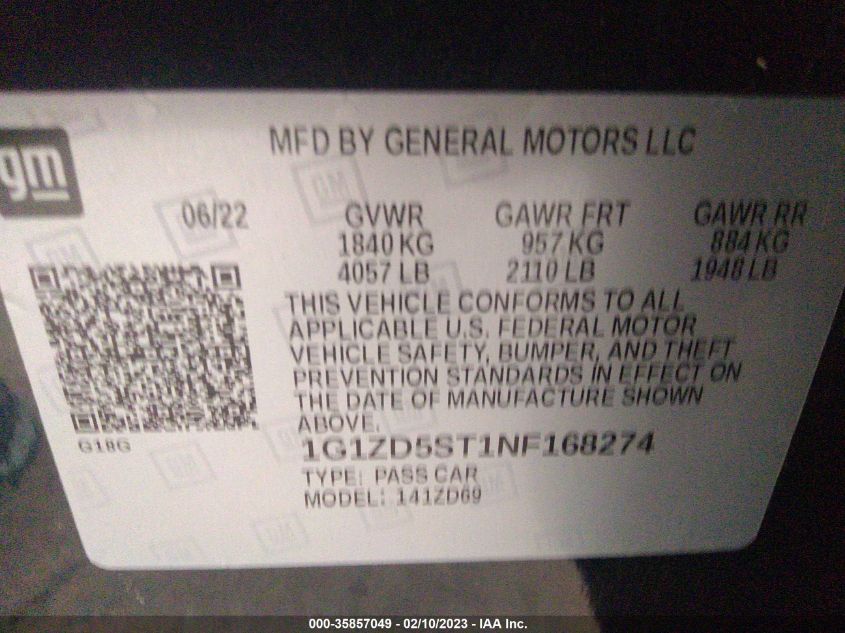 gm
MFD BY GENERAL MOTORS LLC
06/22 GVWR GAWR FRT GAWR RR
1840 KG 957 KG 884 KG
4057 LB 2110 LB 1948 LB
THIS VEHICLE CONFORMS TO ALL
APPLICABLE U.S. FEDERAL MOTOR
VEHICLE SAFETY, BUMPER, AND THEFT
PREVENTION STANDARDS IN EFFECT ON
THE DATE OF MANUFACTURE SHOWN
ABOVE.
G18G
1G1ZD5ST1NF168274
TYPE: PASS CAR
MODEL: 141ZD69
000-35857049 - 02/10/2023 - IAA Inc.